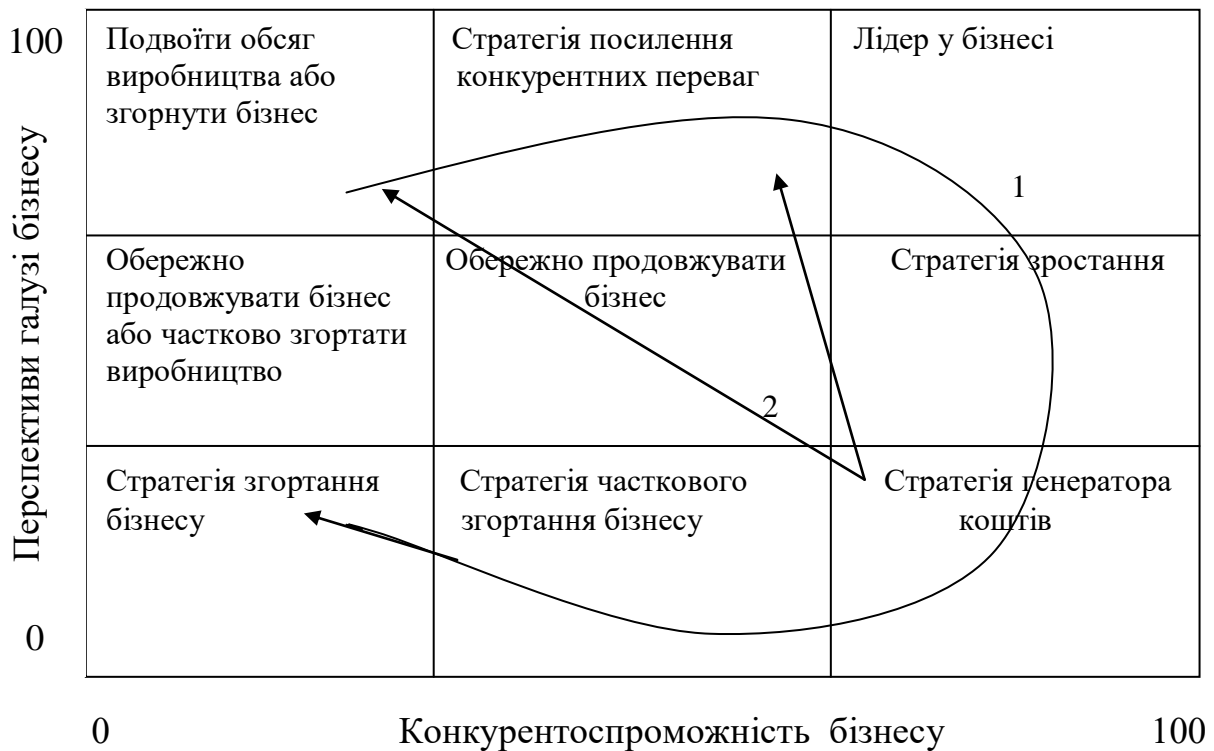 100
Подвоїти обсяг
виробництва або
згорнути бізнес
Стратегія посилення
конкурентних переваг
Лідер у бізнесі
1
Обережно
продовжувати бізнес
або частково згортати
виробництво
Обережно продовжувати
бізнес
Стратегія зростання
2
Стратегія згортання
бізнесу
Стратегія часткового
згортання бізнесу
Стратегія генератора
коштів
0
Перспективи галузі бізнесу
0
Конкурентоспроможність бізнесу
100